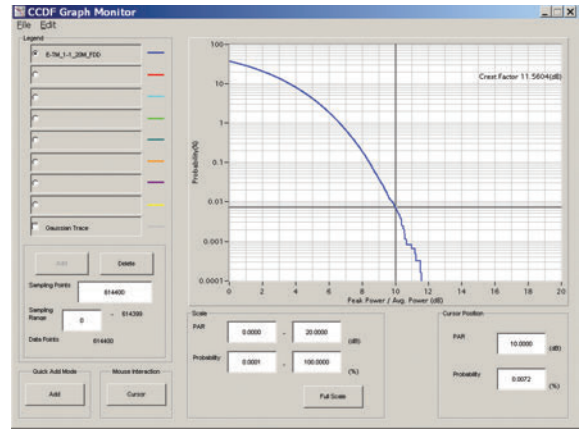 CCDF Graph Monitor
File Edit
Legend
E-TM_1-1_20M_FDD
Gaussian Trace
Add
Delete
Sampling Points
614400
Sampling Range
0
- 614399
Data Points
614400
Quick Add Mode
Add
Mouse Interaction
Cursor
Crest Factor 11.5604(dB)
Probability(%)
100
10
1
0.1
0.01
0.001
0.0001
0 2 4 6 8 10 12 14 16 18 20
Peak Power / Avg. Power (dB)
Scale
PAR
0.0000 - 20.0000 (dB)
Probability
0.0001 - 100.0000 (%)
Full Scale
Cursor Position
PAR
10.0000 (dB)
Probability
0.0072 (%)